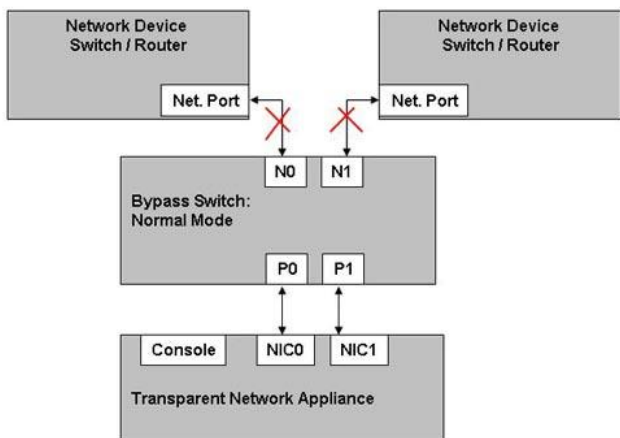 Network Device
Switch / Router
Net. Port
Network Device
Switch / Router
Net. Port
N0
N1
Bypass Switch:
Normal Mode
P0
P1
Console
NIC0
NIC1
Transparent Network Appliance